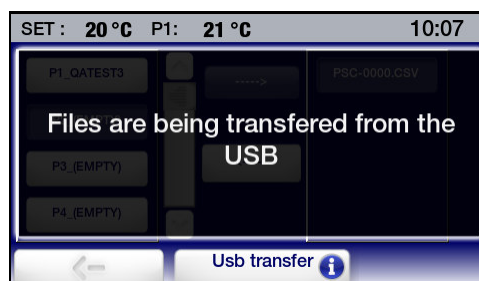 SET : 20 °C P1: 21 °C 10:07
P1_QATEST3
----->
PSC-0000.CSV
Files are being transfered from the
USB
P3_(EMPTY)
P4_(EMPTY)
Usb transfer